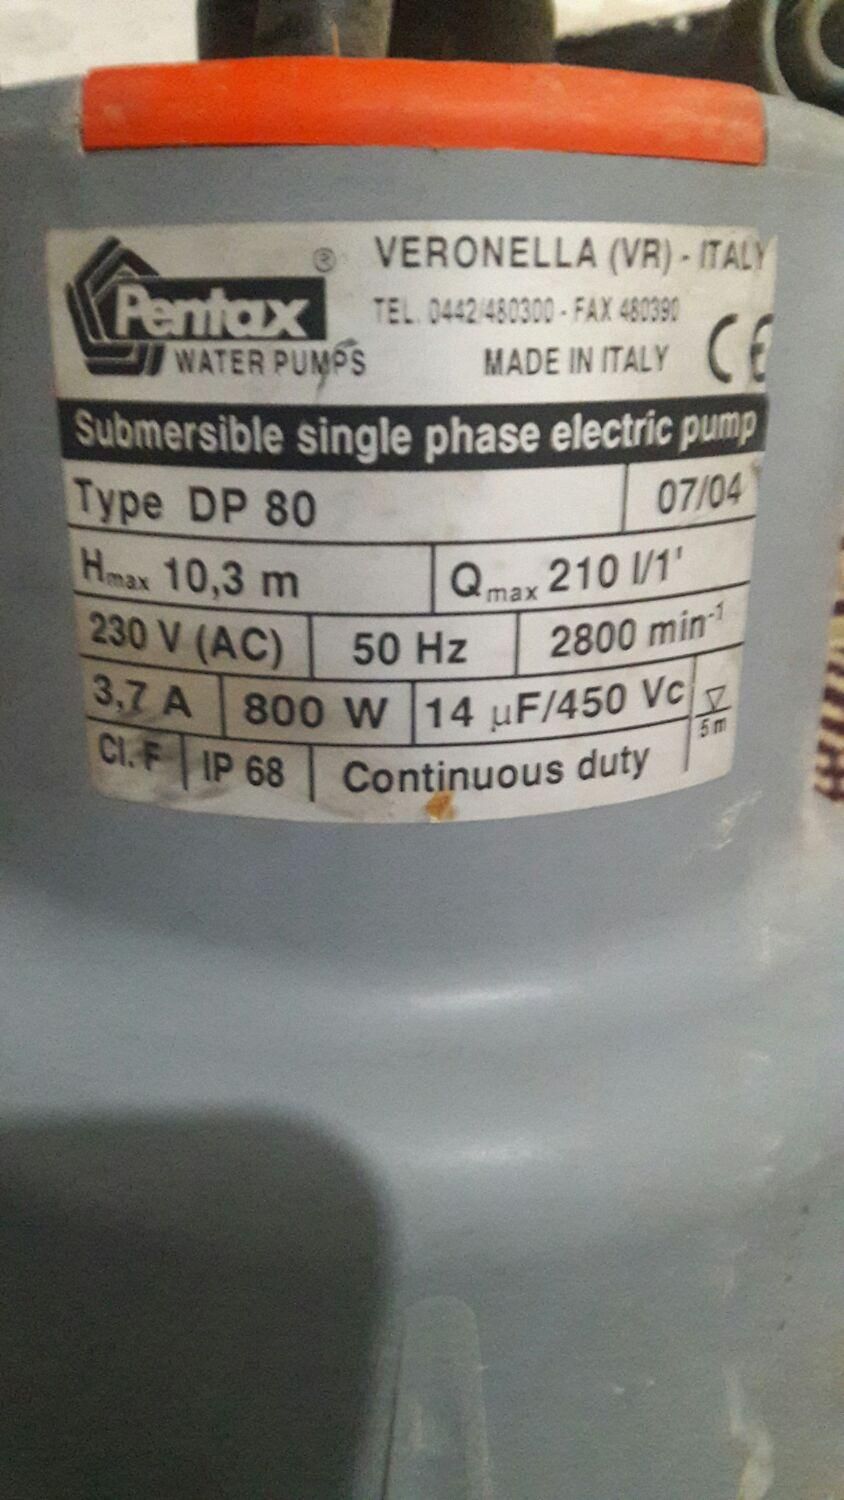 Pentax ®
WATER PUMPS
VERONELLA (VR) - ITALY
TEL. 0442/480300 - FAX 480390
MADE IN ITALY CE
Submersible single phase electric pump
Type DP 80 07/04
Hmax 10,3 m Qmax 210 l/1'
230 V (AC) 50 Hz 2800 min⁻¹
3,7 A 800 W 14 µF/450 Vc
Cl. F IP 68 Continuous duty 5 m